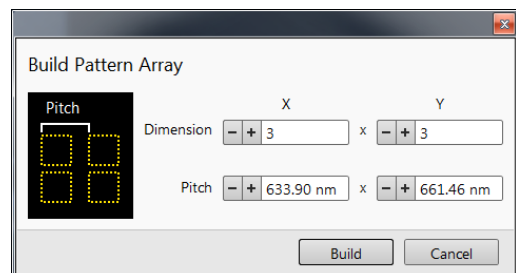 Build Pattern Array
Pitch
X Y
Dimension - + 3 x - + 3
Pitch - + 633.90 nm x - + 661.46 nm
Build Cancel